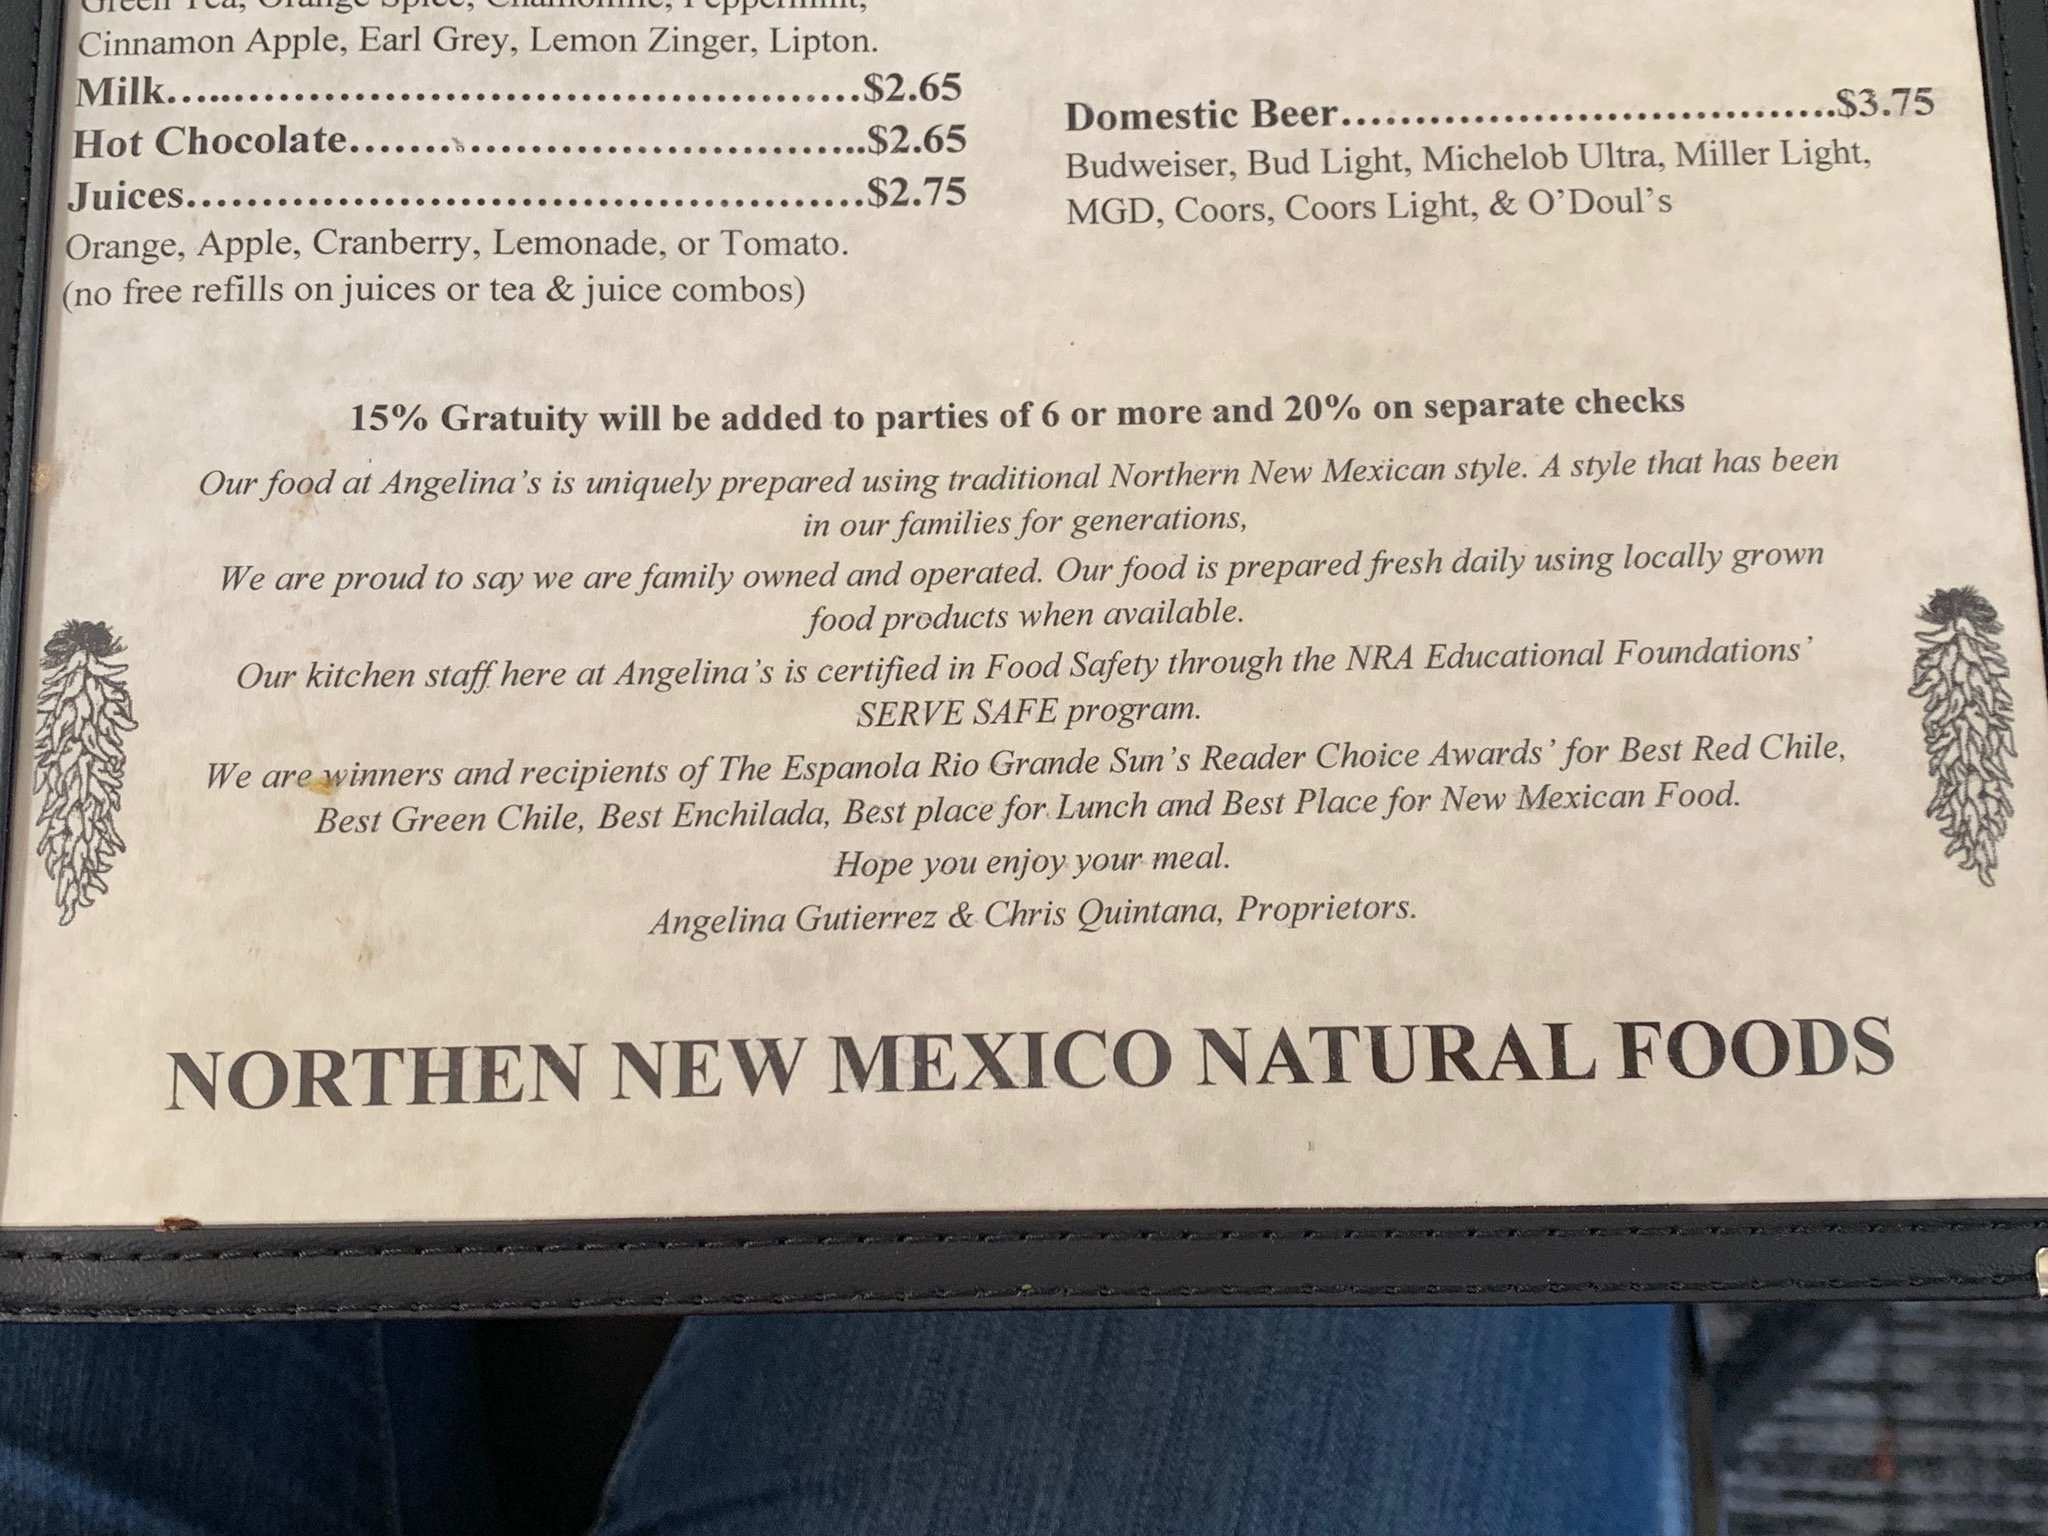 Green Tea, Orange Spice, Chamomile, Peppermint,
Cinnamon Apple, Earl Grey, Lemon Zinger, Lipton.
Milk……………………………………………$2.65
Hot Chocolate…………………………………$2.65
Juices…………………………………………$2.75
Orange, Apple, Cranberry, Lemonade, or Tomato.
(no free refills on juices or tea & juice combos)
Domestic Beer………………………………$3.75
Budweiser, Bud Light, Michelob Ultra, Miller Light,
MGD, Coors, Coors Light, & O’Doul’s
15% Gratuity will be added to parties of 6 or more and 20% on separate checks
Our food at Angelina’s is uniquely prepared using traditional Northern New Mexican style. A style that has been
in our families for generations,
We are proud to say we are family owned and operated. Our food is prepared fresh daily using locally grown
food products when available.
Our kitchen staff here at Angelina’s is certified in Food Safety through the NRA Educational Foundations’
SERVE SAFE program.
We are winners and recipients of The Espanola Rio Grande Sun’s Reader Choice Awards’ for Best Red Chile,
Best Green Chile, Best Enchilada, Best place for Lunch and Best Place for New Mexican Food.
Hope you enjoy your meal.
Angelina Gutierrez & Chris Quintana, Proprietors.
NORTHEN NEW MEXICO NATURAL FOODS